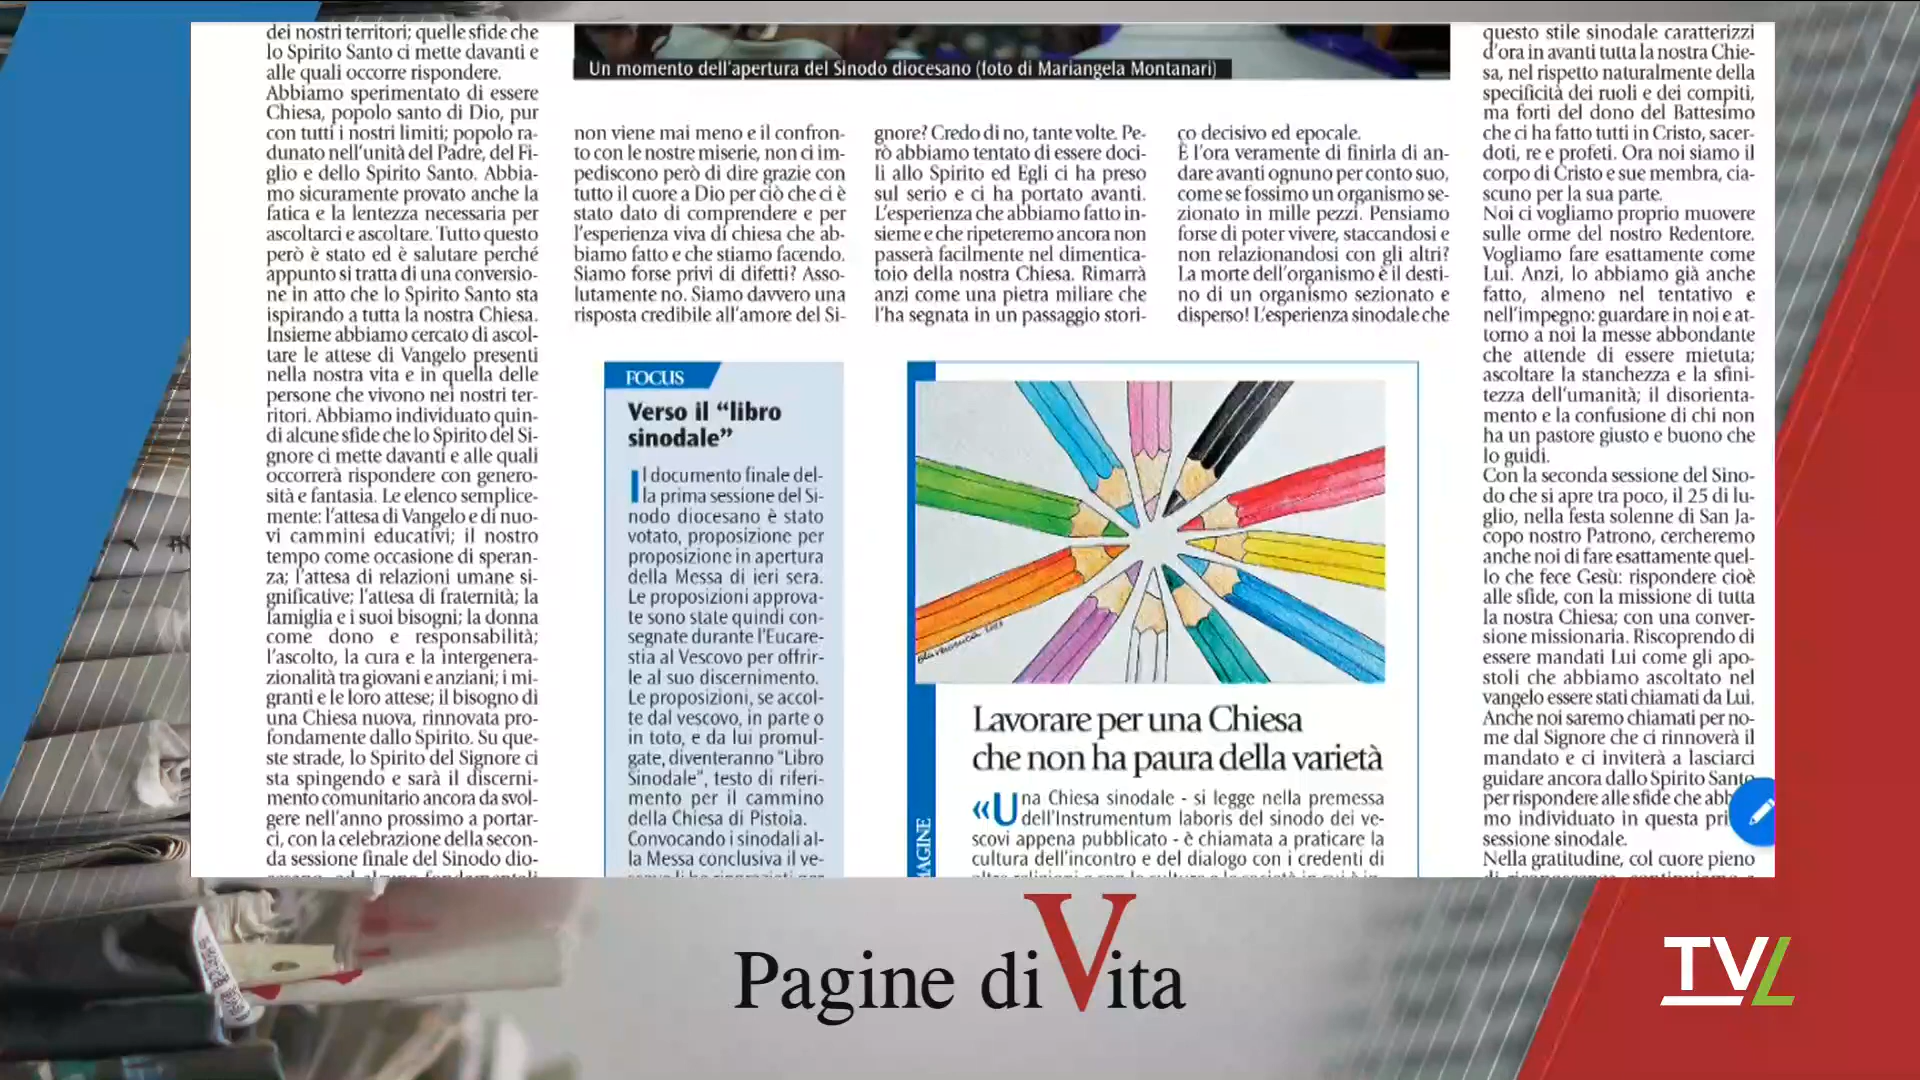 dei nostri territori; quelle sfide che
lo Spirito Santo ci mette davanti e
alle quali occorre rispondere.
Abbiamo sperimentato di essere
Chiesa, popolo santo di Dio, pur
con tutti i nostri limiti; popolo ra-
dunato nell'unità del Padre, del Fi-
glio e dello Spirito Santo. Abbia-
mo sicuramente provato anche la
fatica e la lentezza necessaria per
ascoltarci e ascoltare. Tutto questo
però è stato ed è salutare perché
appunto si tratta di una conversio-
ne in atto che lo Spirito Santo sta
ispirando a tutta la nostra Chiesa.
Insieme abbiamo cercato di ascol-
tare le attese di Vangelo presenti
nella nostra vita e in quella delle
persone che vivono nei nostri ter-
ritori. Abbiamo individuato quin-
di alcune sfide che lo Spirito del Si-
gnore ci mette davanti e alle quali
occorrerà rispondere con genero-
sità e fantasia. Le elenco semplice-
mente: l'attesa di Vangelo e di nuo-
vi cammini educativi; il nostro
tempo come occasione di speran-
za; l'attesa di relazioni umane si-
gnificative; l'attesa di fraternità; la
famiglia e i suoi bisogni; la donna
come dono e responsabilità;
l'ascolto, la cura e la intergenera-
zionalità tra giovani e anziani; i mi-
granti e le loro attese; il bisogno di
una Chiesa nuova, rinnovata pro-
fondamente dallo Spirito. Su que-
ste strade, lo Spirito del Signore ci
sta spingendo e sarà il discerni-
mento comunitario ancora da svol-
gere nell'anno prossimo a portar-
ci, con la celebrazione della secon-
da sessione finale del Sinodo dio-
Un momento dell'apertura del Sinodo diocesano (foto di Mariangela Montanari)
non viene mai meno e il confron-
to con le nostre miserie, non ci im-
pediscono però di dire grazie con
tutto il cuore a Dio per ciò che ci è
stato dato di comprendere e per
l'esperienza viva di chiesa che ab-
biamo fatto e che stiamo facendo.
Siamo forse privi di difetti? Asso-
lutamente no. Siamo davvero una
risposta credibile all'amore del Si-
gnore? Credo di no, tante volte. Pe-
rò abbiamo tentato di essere doci-
li allo Spirito ed Egli ci ha preso
sul serio e ci ha portato avanti.
L'esperienza che abbiamo fatto in-
sieme e che ripeteremo ancora non
passerà facilmente nel dimentica-
toio della nostra Chiesa. Rimarrà
anzi come una pietra miliare che
l'ha segnata in un passaggio stori-
co decisivo ed epocale.
È l'ora veramente di finirla di an-
dare avanti ognuno per conto suo,
come se fossimo un organismo se-
zionato in mille pezzi. Pensiamo
forse di poter vivere, staccandosi e
non relazionandosi con gli altri?
La morte dell'organismo è il desti-
no di un organismo sezionato e
disperso! L'esperienza sinodale che
questo stile sinodale caratterizzi
d'ora in avanti tutta la nostra Chie-
sa, nel rispetto naturalmente della
specificità dei ruoli e dei compiti,
ma forti del dono del Battesimo
che ci ha fatto tutti in Cristo, sacer-
doti, re e profeti. Ora noi siamo il
corpo di Cristo e sue membra, cia-
scuno per la sua parte.
Noi ci vogliamo proprio muovere
sulle orme del nostro Redentore.
Vogliamo fare esattamente come
Lui. Anzi, lo abbiamo già anche
fatto, almeno nel tentativo e
nell'impegno: guardare in noi e at-
torno a noi la messe abbondante
che attende di essere mietuta;
ascoltare la stanchezza e la sfini-
tezza dell'umanità; il disorienta-
mento e la confusione di chi non
ha un pastore giusto e buono che
lo guidi.
Con la seconda sessione del Sino-
do che si apre tra poco, il 25 di lu-
glio, nella festa solenne di San Ja-
copo nostro Patrono, cercheremo
anche noi di fare esattamente quel-
lo che fece Gesù: rispondere cioè
alle sfide, con la missione di tutta
la nostra Chiesa; con una conver-
sione missionaria. Riscoprendo di
essere mandati Lui come gli apo-
stoli che abbiamo ascoltato nel
vangelo essere stati chiamati da Lui.
Anche noi saremo chiamati per no-
me dal Signore che ci rinnoverà il
mandato e ci inviterà a lasciarci
guidare ancora dallo Spirito Santo
per rispondere alle sfide che abb
mo individuato in questa pri
sessione sinodale.
Nella gratitudine, col cuore pieno
FOCUS
Verso il “libro
sinodale”
Il documento finale del-
la prima sessione del Si-
nodo diocesano è stato
votato, proposizione per
proposizione in apertura
della Messa di ieri sera.
Le proposizioni approva-
te sono state quindi con-
segnate durante l'Eucare-
stia al Vescovo per offrir-
le al suo discernimento.
Le proposizioni, se accol-
te dal vescovo, in parte o
in toto, e da lui promul-
gate, diventeranno “Libro
Sinodale”, testo di riferi-
mento per il cammino
della Chiesa di Pistoia.
Convocando i sinodali al-
la Messa conclusiva il ve-
AGINE
Lavorare per una Chiesa
che non ha paura della varietà
«Una Chiesa sinodale - si legge nella premessa
dell'Instrumentum laboris del sinodo dei ve-
scovi appena pubblicato - è chiamata a praticare la
cultura dell'incontro e del dialogo con i credenti di
Pagine di Vita
TVL